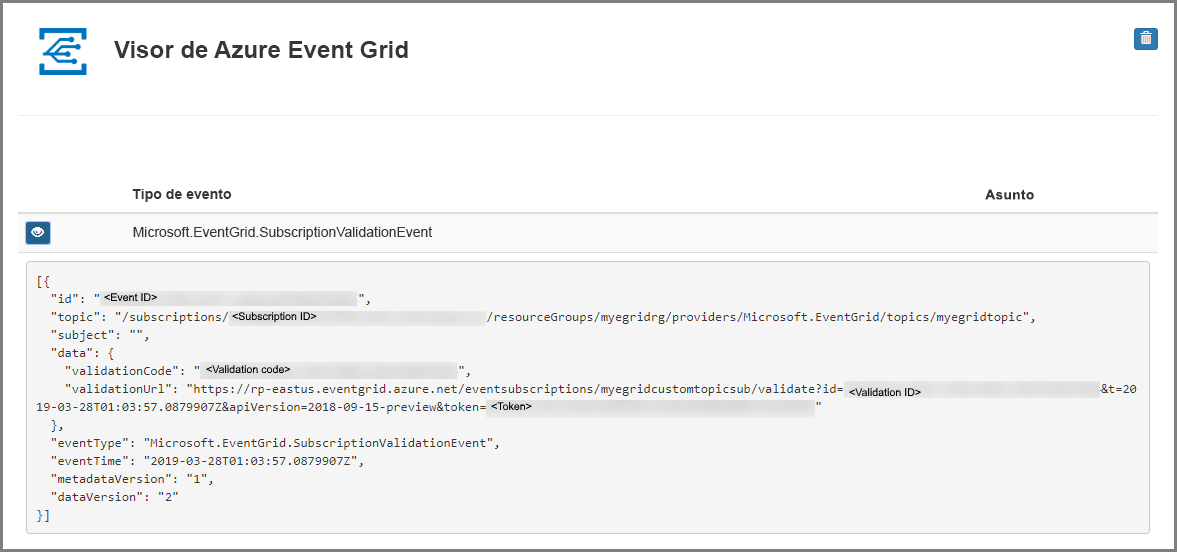 Visor de Azure Event Grid
Tipo de evento Asunto
Microsoft.EventGrid.SubscriptionValidationEvent
[{
"id": "<Event ID>",
"topic": "/subscriptions/<Subscription ID>/resourceGroups/myegridrg/providers/Microsoft.EventGrid/topics/myegridtopic",
"subject": "",
"data": {
"validationCode": "<Validation code>",
"validationUrl": "https://rp-eastus.eventgrid.azure.net/eventsubscriptions/myegridcustomtopicsub/validate?id=<Validation ID>&t=20
19-03-28T01:03:57.0879907Z&apiVersion=2018-09-15-preview&token=<Token>"
},
"eventType": "Microsoft.EventGrid.SubscriptionValidationEvent",
"eventTime": "2019-03-28T01:03:57.0879907Z",
"metadataVersion": "1",
"dataVersion": "2"
}]